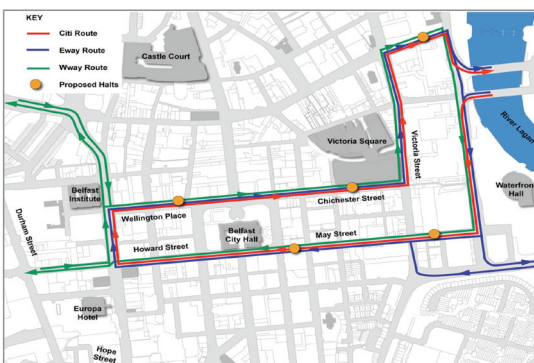 KEY
Citi Route
Eway Route
Wway Route
Proposed Halts
Castle Court
Victoria Square
Victoria Street
River Lagan
Belfast
Institute
Waterfront
Hall
Durham Street
Wellington Place
Chichester Street
Howard Street
Belfast
City Hall
May Street
Europa
Hotel
Hope
Street